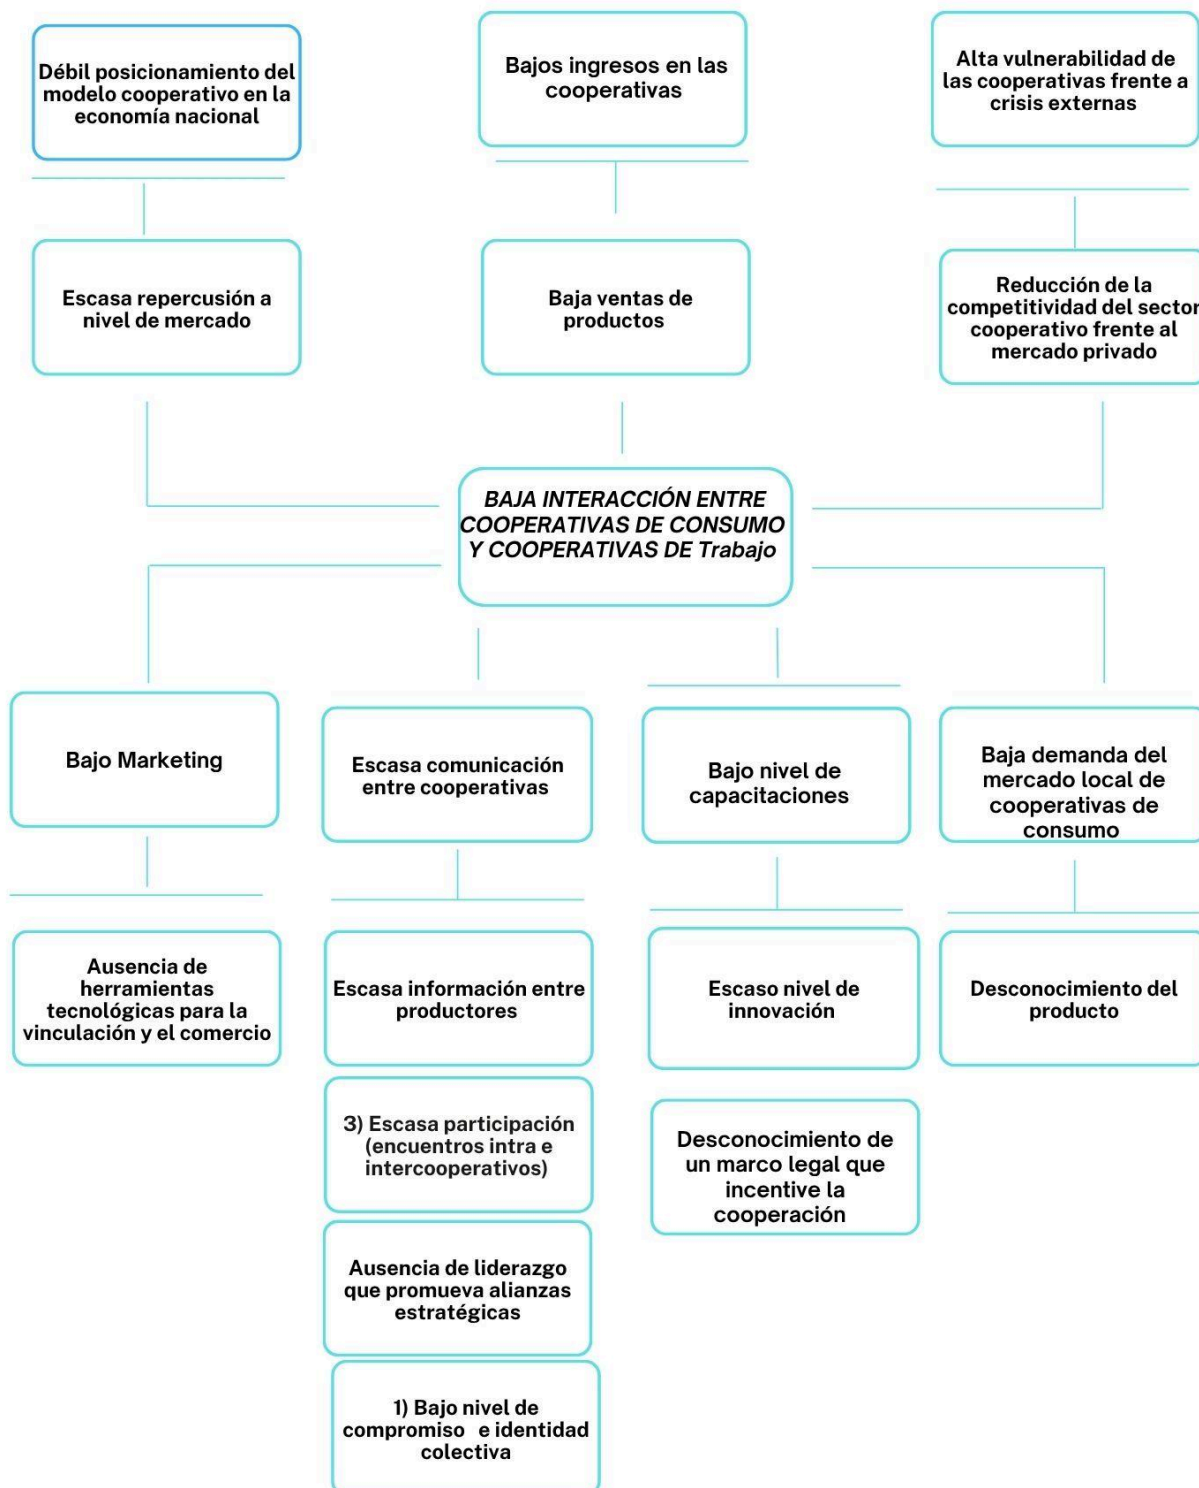 Débil posicionamiento del
modelo cooperativo en la
economía nacional
Bajos ingresos en las
cooperativas
Alta vulnerabilidad de
las cooperativas frente a
crisis externas
Escasa repercusión a
nivel de mercado
Baja ventas de
productos
Reducción de la
competitividad del sector
cooperativo frente al
mercado privado
BAJA INTERACCIÓN ENTRE
COOPERATIVAS DE CONSUMO
Y COOPERATIVAS DE Trabajo
Bajo Marketing
Escasa comunicación
entre cooperativas
Bajo nivel de
capacitaciones
Baja demanda del
mercado local de
cooperativas de
consumo
Ausencia de
herramientas
tecnológicas para la
vinculación y el comercio
Escasa información entre
productores
Escaso nivel de
innovación
Desconocimiento del
producto
3) Escasa participación
(encuentros intra e
intercooperativos)
Desconocimiento de
un marco legal que
incentive la
cooperación
Ausencia de liderazgo
que promueva alianzas
estratégicas
1) Bajo nivel de
compromiso e identidad
colectiva